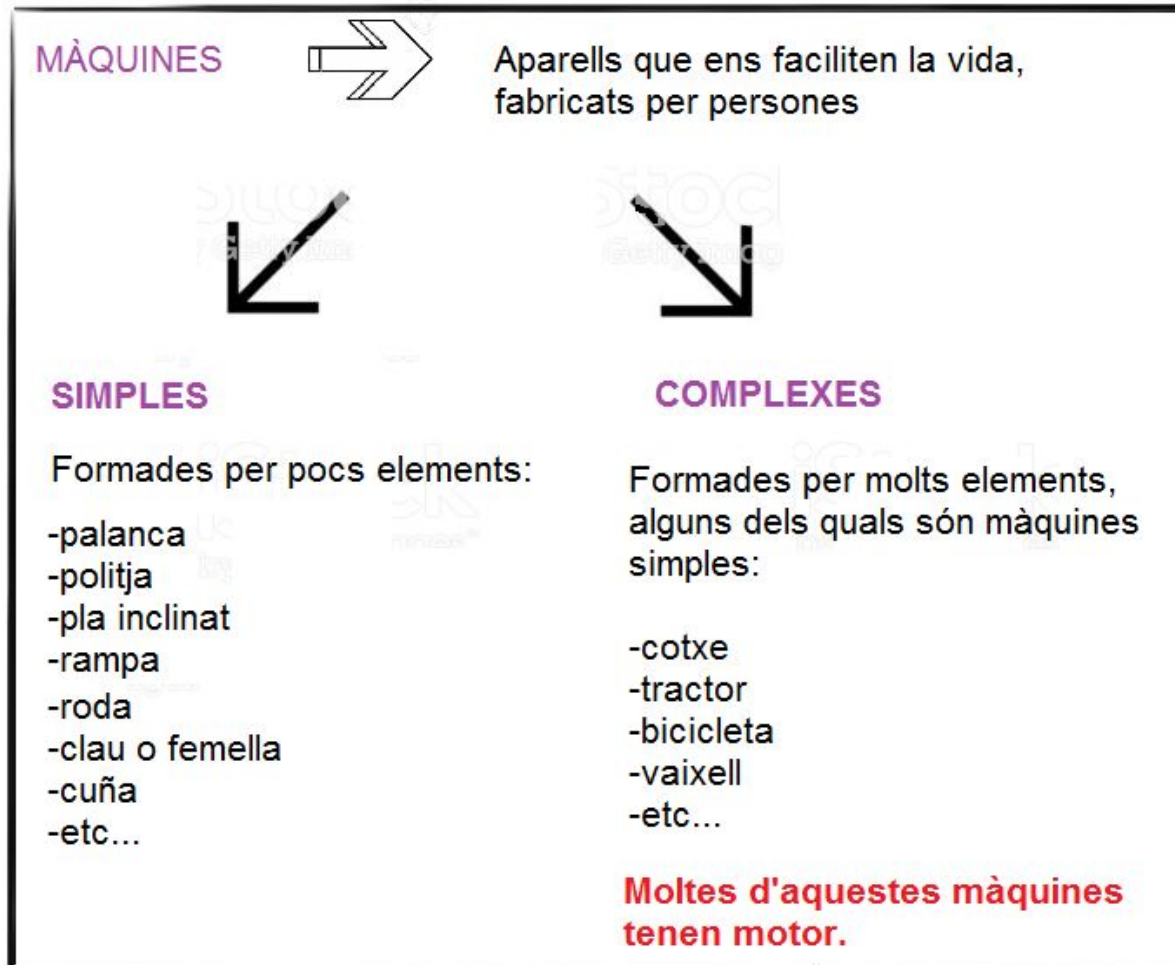 MÀQUINES
Aparells que ens faciliten la vida,
fabricats per persones
SIMPLES
Formades per pocs elements:
-palanca
-politja
-pla inclinat
-rampa
-roda
-clau o femella
-cuña
-etc...
COMPLEXES
Formades per molts elements,
alguns dels quals són màquines
simples:
-cotxe
-tractor
-bicicleta
-vaixell
-etc...
Moltes d'aquestes màquines
tenen motor.